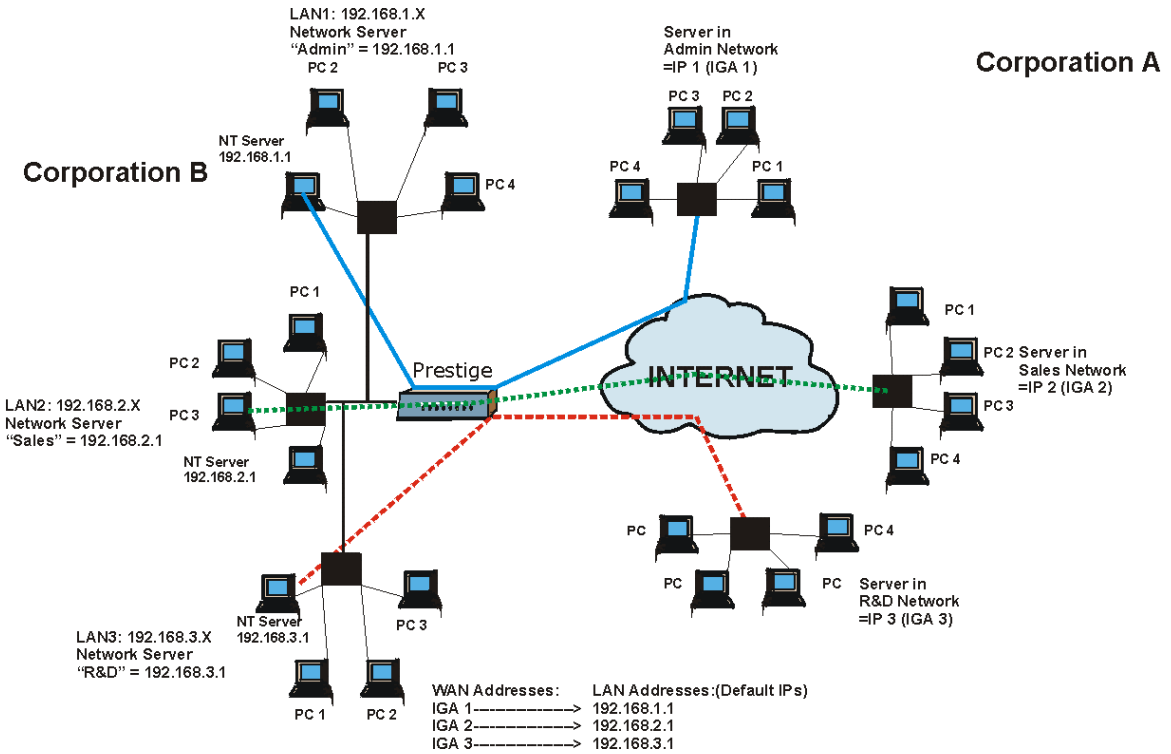 LAN1: 192.168.1.X
Network Server
“Admin” = 192.168.1.1
PC 2
PC 3
NT Server
192.168.1.1
PC 4
Corporation B
Server in
Admin Network
=IP 1 (IGA 1)
Corporation A
PC 3
PC 2
PC 4
PC 1
PC 1
PC 2
PC 3
LAN2: 192.168.2.X
Network Server
“Sales” = 192.168.2.1
NT Server
192.168.2.1
Prestige
INTERNET
PC 1
PC 2
Server in
Sales Network
=IP 2 (IGA 2)
PC 3
PC 4
PC
PC 4
PC
PC
Server in
R&D Network
=IP 3 (IGA 3)
NT Server
192.168.3.1
PC 3
LAN3: 192.168.3.X
Network Server
“R&D” = 192.168.3.1
PC 1
PC 2
WAN Addresses: LAN Addresses:(Default IPs)
IGA 1--------------------> 192.168.1.1
IGA 2--------------------> 192.168.2.1
IGA 3--------------------> 192.168.3.1